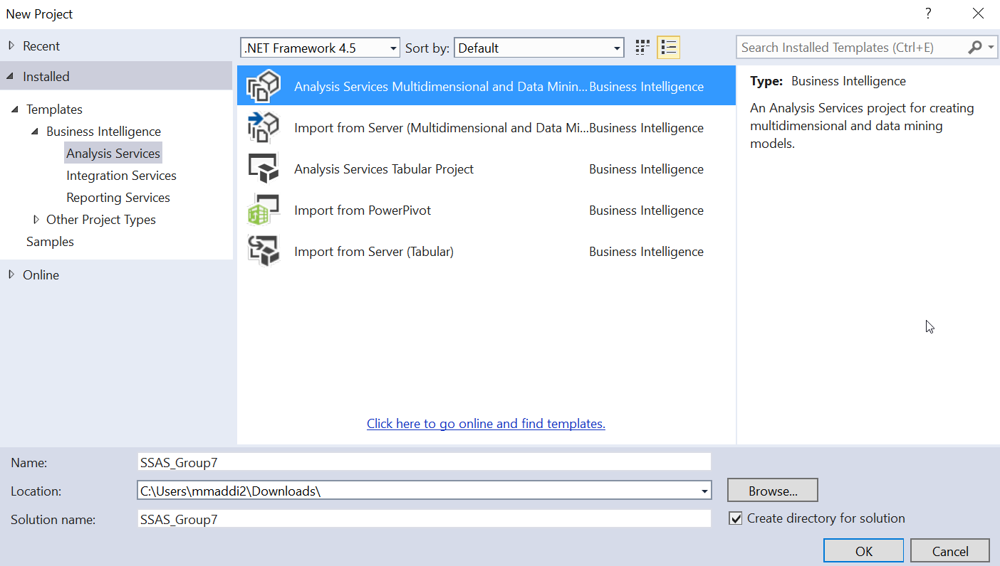 New Project
?
Recent
Installed
Templates
Business Intelligence
Analysis Services
Integration Services
Reporting Services
Other Project Types
Samples
Online
.NET Framework 4.5
Sort by:
Default
Search Installed Templates (Ctrl+E)
Analysis Services Multidimensional and Data Minin... Business Intelligence
Import from Server (Multidimensional and Data Mi... Business Intelligence
Analysis Services Tabular Project Business Intelligence
Import from PowerPivot Business Intelligence
Import from Server (Tabular) Business Intelligence
Click here to go online and find templates.
Type: Business Intelligence
An Analysis Services project for creating
multidimensional and data mining
models.
Name: SSAS_Group7
Location: C:\Users\mmaddi2\Downloads\
Browse...
Solution name: SSAS_Group7
Create directory for solution
OK
Cancel